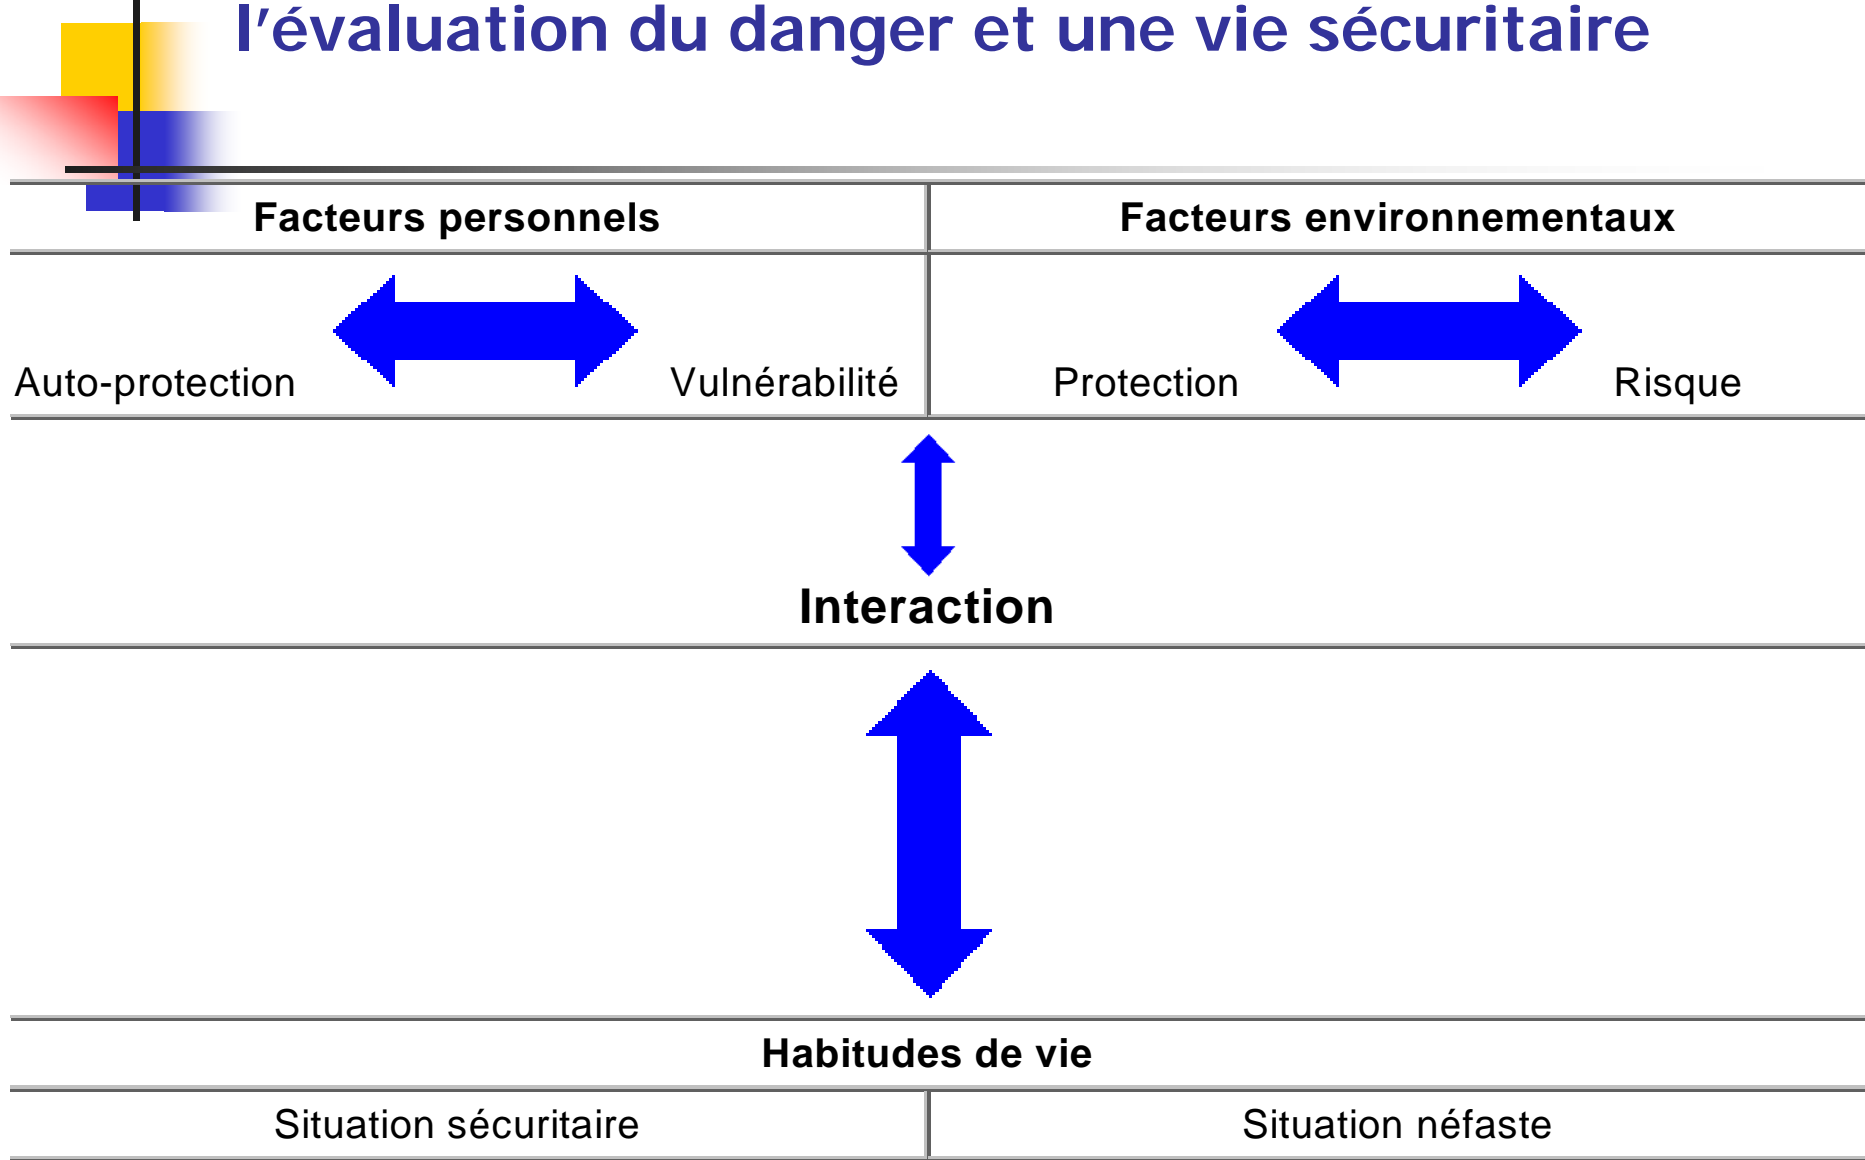 l’évaluation du danger et une vie sécuritaire
Facteurs personnels
Facteurs environnementaux
Auto-protection
Vulnérabilité
Protection
Risque
Interaction
Habitudes de vie
Situation sécuritaire
Situation néfaste